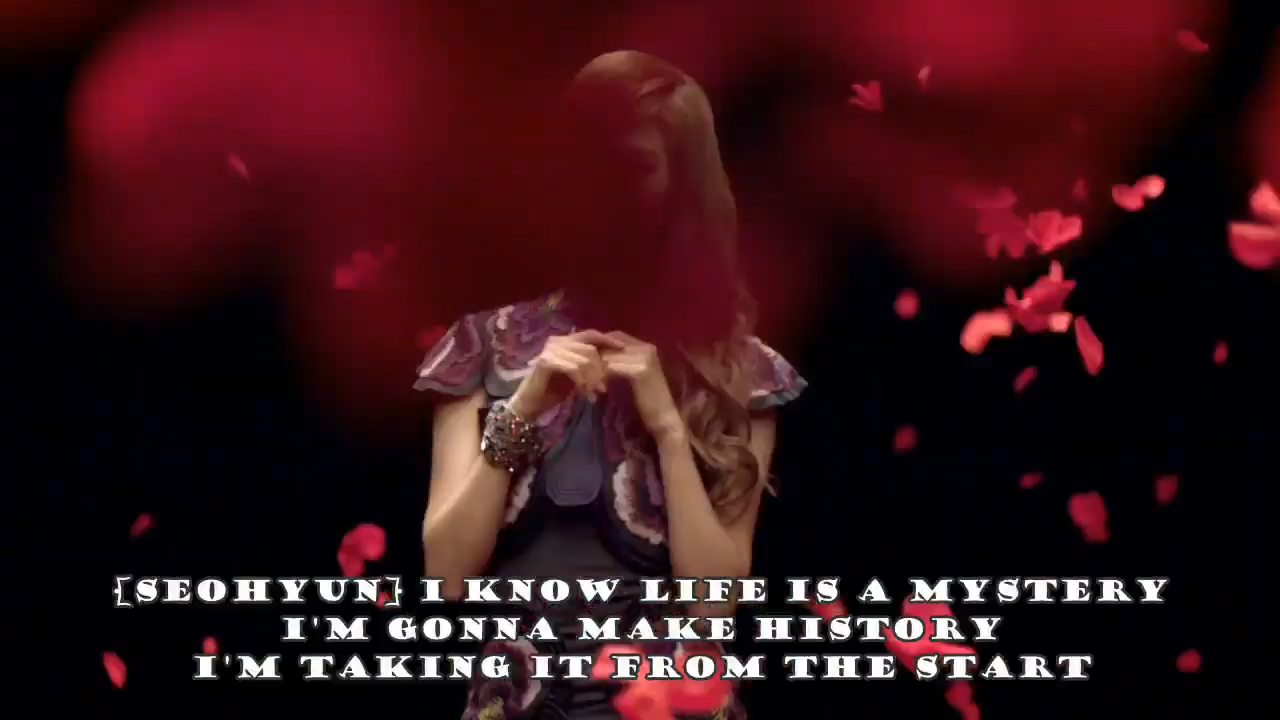 {SEOHYUN} I KNOW LIFE IS A MYSTERY
I'M GONNA MAKE HISTORY
I'M TAKING IT FROM THE START